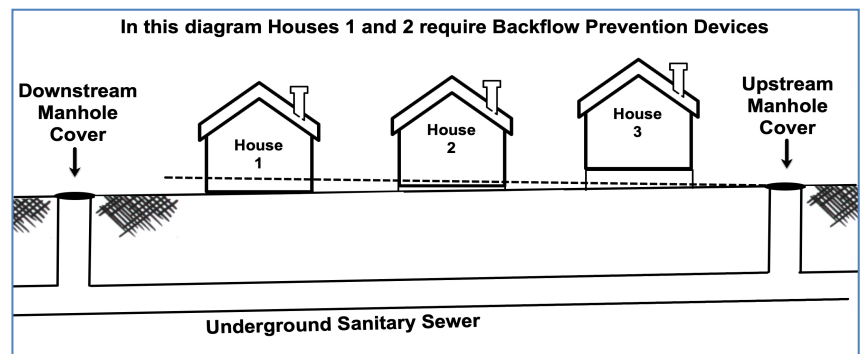 In this diagram Houses 1 and 2 require Backflow Prevention Devices
Downstream
Manhole
Cover
House
1
House
2
House
3
Upstream
Manhole
Cover
Underground Sanitary Sewer